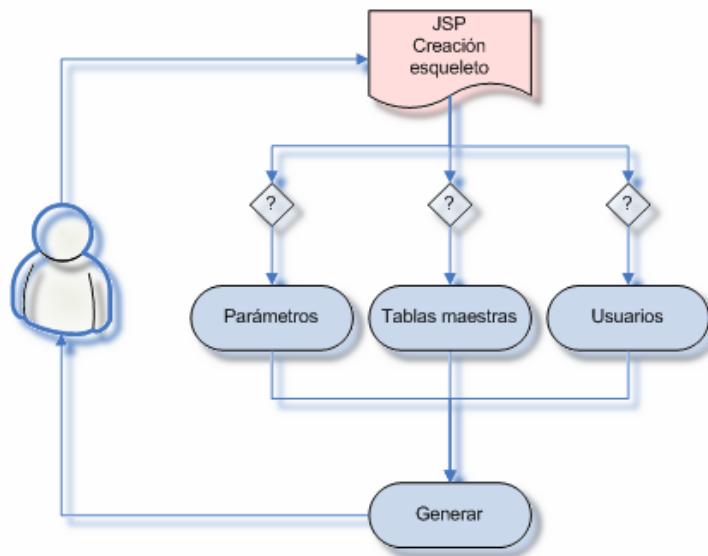 JSP
Creación
esqueleto
?
?
?
Parámetros
Tablas maestras
Usuarios
Generar